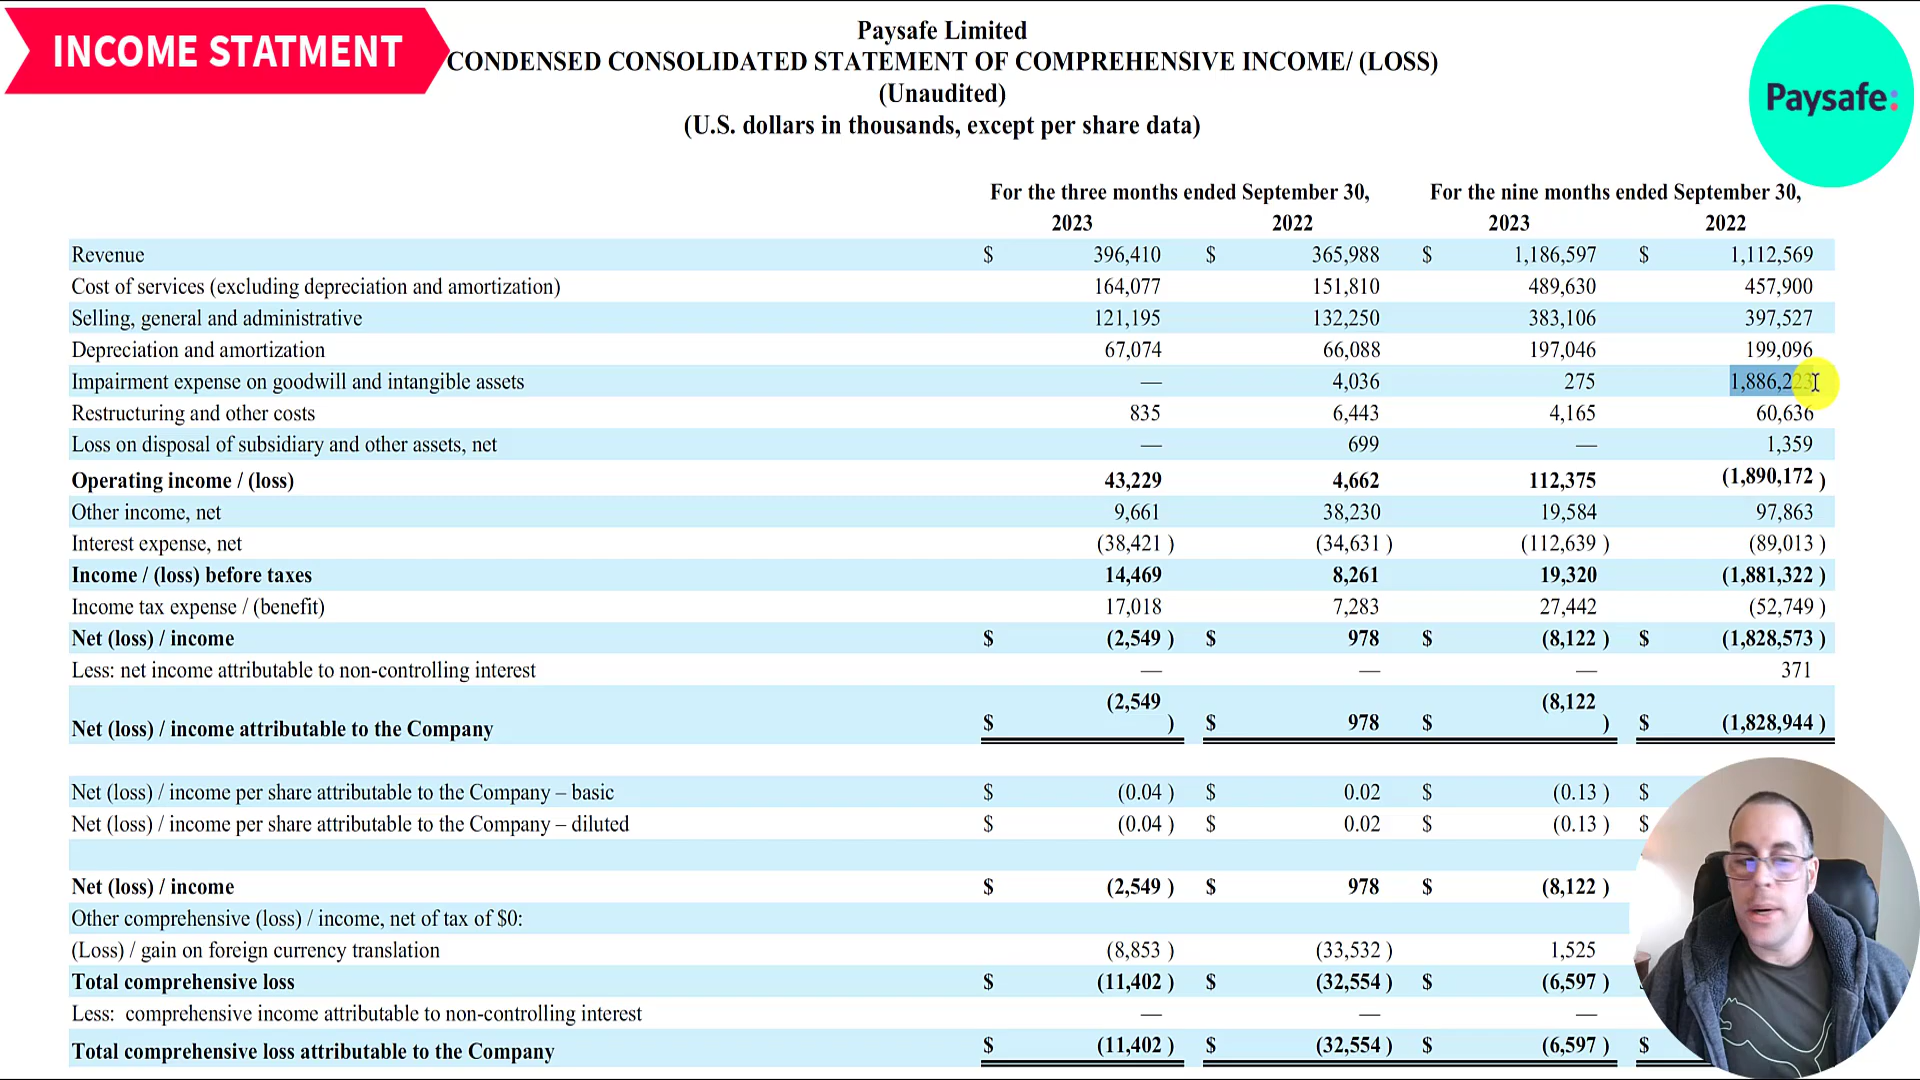 INCOME STATMENT
Paysafe Limited
CONDENSED CONSOLIDATED STATEMENT OF COMPREHENSIVE INCOME/ (LOSS)
(Unaudited)
(U.S. dollars in thousands, except per share data)
Paysafe:
For the three months ended September 30, For the nine months ended September 30,
2023 2022 2023 2022
Revenue $ 396,410 $ 365,988 $ 1,186,597 $ 1,112,569
Cost of services (excluding depreciation and amortization) 164,077 151,810 489,630 457,900
Selling, general and administrative 121,195 132,250 383,106 397,527
Depreciation and amortization 67,074 66,088 197,046 199,096
Impairment expense on goodwill and intangible assets — 4,036 275 1,886,223
Restructuring and other costs 835 6,443 4,165 60,636
Loss on disposal of subsidiary and other assets, net — 699 — 1,359
Operating income / (loss) 43,229 4,662 112,375 (1,890,172 )
Other income, net 9,661 38,230 19,584 97,863
Interest expense, net (38,421 ) (34,631 ) (112,639 ) (89,013 )
Income / (loss) before taxes 14,469 8,261 19,320 (1,881,322 )
Income tax expense / (benefit) 17,018 7,283 27,442 (52,749 )
Net (loss) / income $ (2,549 ) $ 978 $ (8,122 ) $ (1,828,573 )
Less: net income attributable to non-controlling interest — — — 371
Net (loss) / income attributable to the Company $ (2,549 ) $ 978 $ (8,122 ) $ (1,828,944 )
Net (loss) / income per share attributable to the Company – basic $ (0.04 ) $ 0.02 $ (0.13 ) $
Net (loss) / income per share attributable to the Company – diluted $ (0.04 ) $ 0.02 $ (0.13 ) $
Net (loss) / income $ (2,549 ) $ 978 $ (8,122 )
Other comprehensive (loss) / income, net of tax of $0:
(Loss) / gain on foreign currency translation (8,853 ) (33,532 ) 1,525
Total comprehensive loss $ (11,402 ) $ (32,554 ) $ (6,597 )
Less: comprehensive income attributable to non-controlling interest — — —
Total comprehensive loss attributable to the Company $ (11,402 ) $ (32,554 ) $ (6,597 ) $